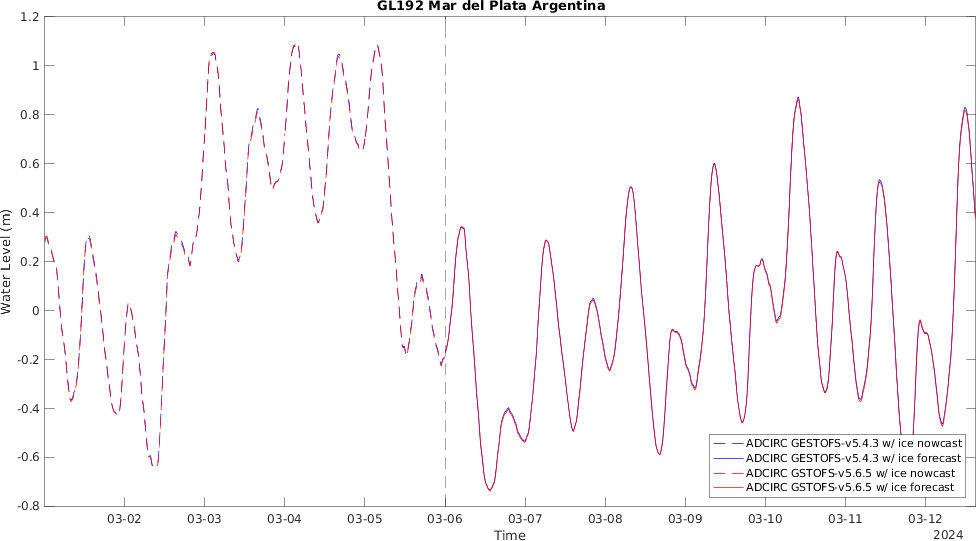 GL192 Mar del Plata Argentina
1.2
1
0.8
0.6
0.4
0.2
0
-0.2
-0.4
-0.6
-0.8
Water Level (m)
03-02 03-03 03-04 03-05 03-06 03-07 03-08 03-09 03-10 03-11 03-12
Time
2024
ADCIRC GESTOFS-v5.4.3 w/ ice nowcast
ADCIRC GESTOFS-v5.4.3 w/ ice forecast
ADCIRC GSTOFS-v5.6.5 w/ ice nowcast
ADCIRC GSTOFS-v5.6.5 w/ ice forecast